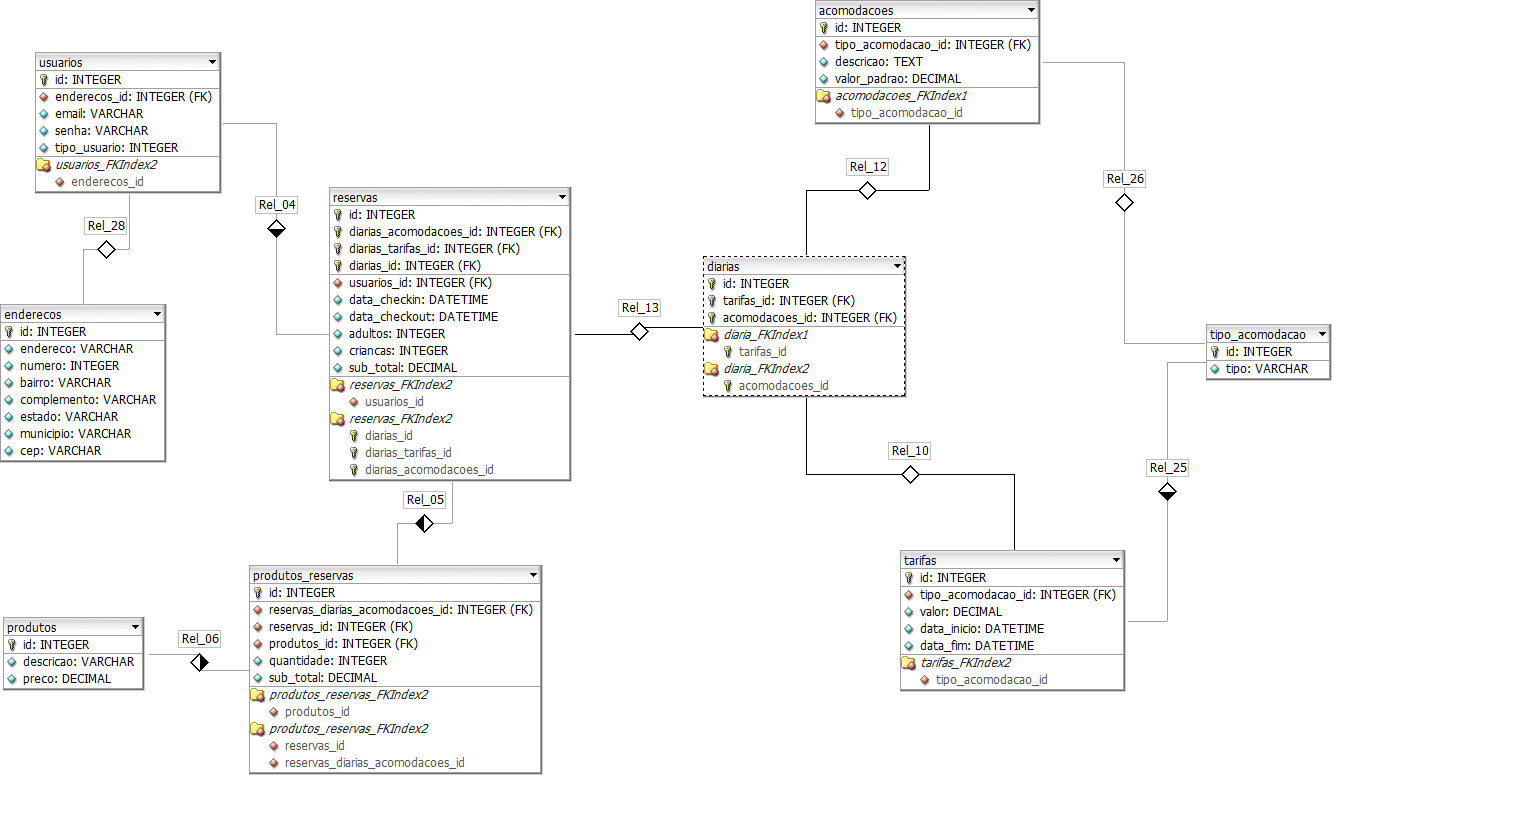 acomodacoes
id: INTEGER
tipo_acomodacao_id: INTEGER (FK)
descricao: TEXT
valor_padrao: DECIMAL
acomodacoes_FKIndex1
tipo_acomodacao_id
usuarios
id: INTEGER
enderecos_id: INTEGER (FK)
email: VARCHAR
senha: VARCHAR
tipo_usuario: INTEGER
usuarios_FKIndex2
enderecos_id
Rel_12
Rel_26
Rel_04
Rel_28
reservas
id: INTEGER
diarias_acomodacoes_id: INTEGER (FK)
diarias_tarifas_id: INTEGER (FK)
diarias_id: INTEGER (FK)
usuarios_id: INTEGER (FK)
data_checkin: DATETIME
data_checkout: DATETIME
adultos: INTEGER
criancas: INTEGER
sub_total: DECIMAL
reservas_FKIndex2
usuarios_id
reservas_FKIndex2
diarias_id
diarias_tarifas_id
diarias_acomodacoes_id
Rel_13
diarias
id: INTEGER
tarifas_id: INTEGER (FK)
acomodacoes_id: INTEGER (FK)
diaria_FKIndex1
tarifas_id
diaria_FKIndex2
acomodacoes_id
enderecos
id: INTEGER
endereco: VARCHAR
numero: INTEGER
bairro: VARCHAR
complemento: VARCHAR
estado: VARCHAR
municipio: VARCHAR
cep: VARCHAR
tipo_acomodacao
id: INTEGER
tipo: VARCHAR
Rel_10
Rel_25
Rel_05
tarifas
id: INTEGER
tipo_acomodacao_id: INTEGER (FK)
valor: DECIMAL
data_inicio: DATETIME
data_fim: DATETIME
tarifas_FKIndex2
tipo_acomodacao_id
produtos_reservas
id: INTEGER
reservas_diarias_acomodacoes_id: INTEGER (FK)
reservas_id: INTEGER (FK)
produtos_id: INTEGER (FK)
quantidade: INTEGER
sub_total: DECIMAL
produtos_reservas_FKIndex2
produtos_id
produtos_reservas_FKIndex2
reservas_id
reservas_diarias_acomodacoes_id
Rel_06
produtos
id: INTEGER
descricao: VARCHAR
preco: DECIMAL